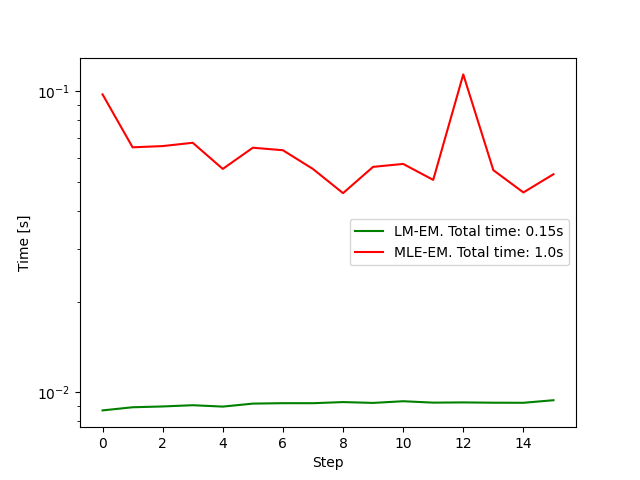 10⁻¹
10⁻²
Time [s]
LM-EM. Total time: 0.15s
MLE-EM. Total time: 1.0s
0 2 4 6 8 10 12 14
Step